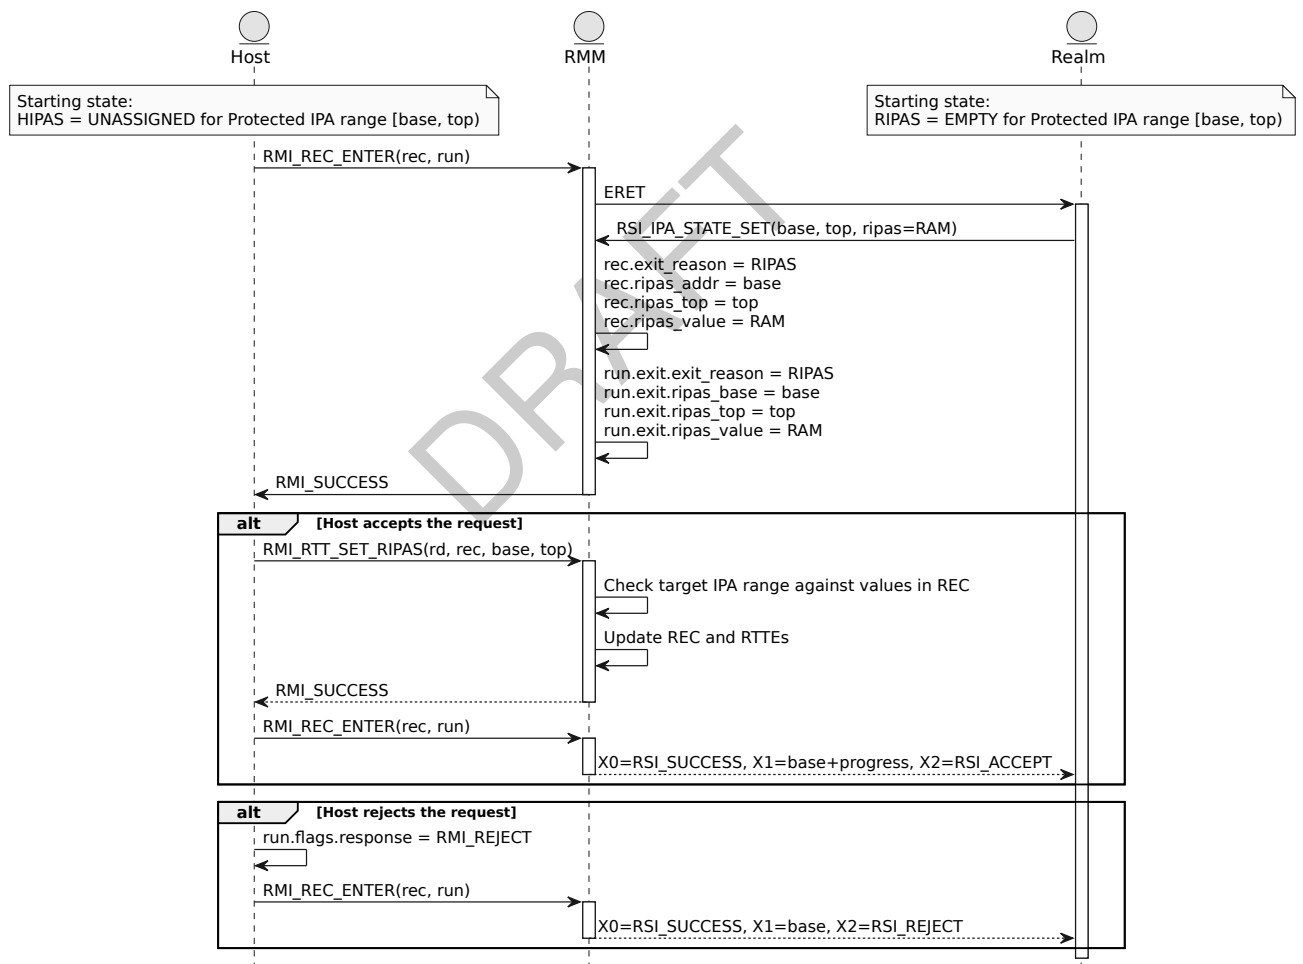 Host
RMM
Realm
Starting state:
HIPAS = UNASSIGNED for Protected IPA range [base, top)
Starting state:
RIPAS = EMPTY for Protected IPA range [base, top)
RMI_REC_ENTER(rec, run)
ERET
RSI_IPA_STATE_SET(base, top, ripas=RAM)
rec.exit_reason = RIPAS
rec.ripas_addr = base
rec.ripas_top = top
rec.ripas_value = RAM
run.exit.exit_reason = RIPAS
run.exit.ripas_base = base
run.exit.ripas_top = top
run.exit.ripas_value = RAM
RMI_SUCCESS
DRAFT
alt [Host accepts the request]
RMI_RTT_SET_RIPAS(rd, rec, base, top)
Check target IPA range against values in REC
Update REC and RTTEs
RMI_SUCCESS
RMI_REC_ENTER(rec, run)
X0=RSI_SUCCESS, X1=base+progress, X2=RSI_ACCEPT
alt [Host rejects the request]
run.flags.response = RMI_REJECT
RMI_REC_ENTER(rec, run)
X0=RSI_SUCCESS, X1=base, X2=RSI_REJECT